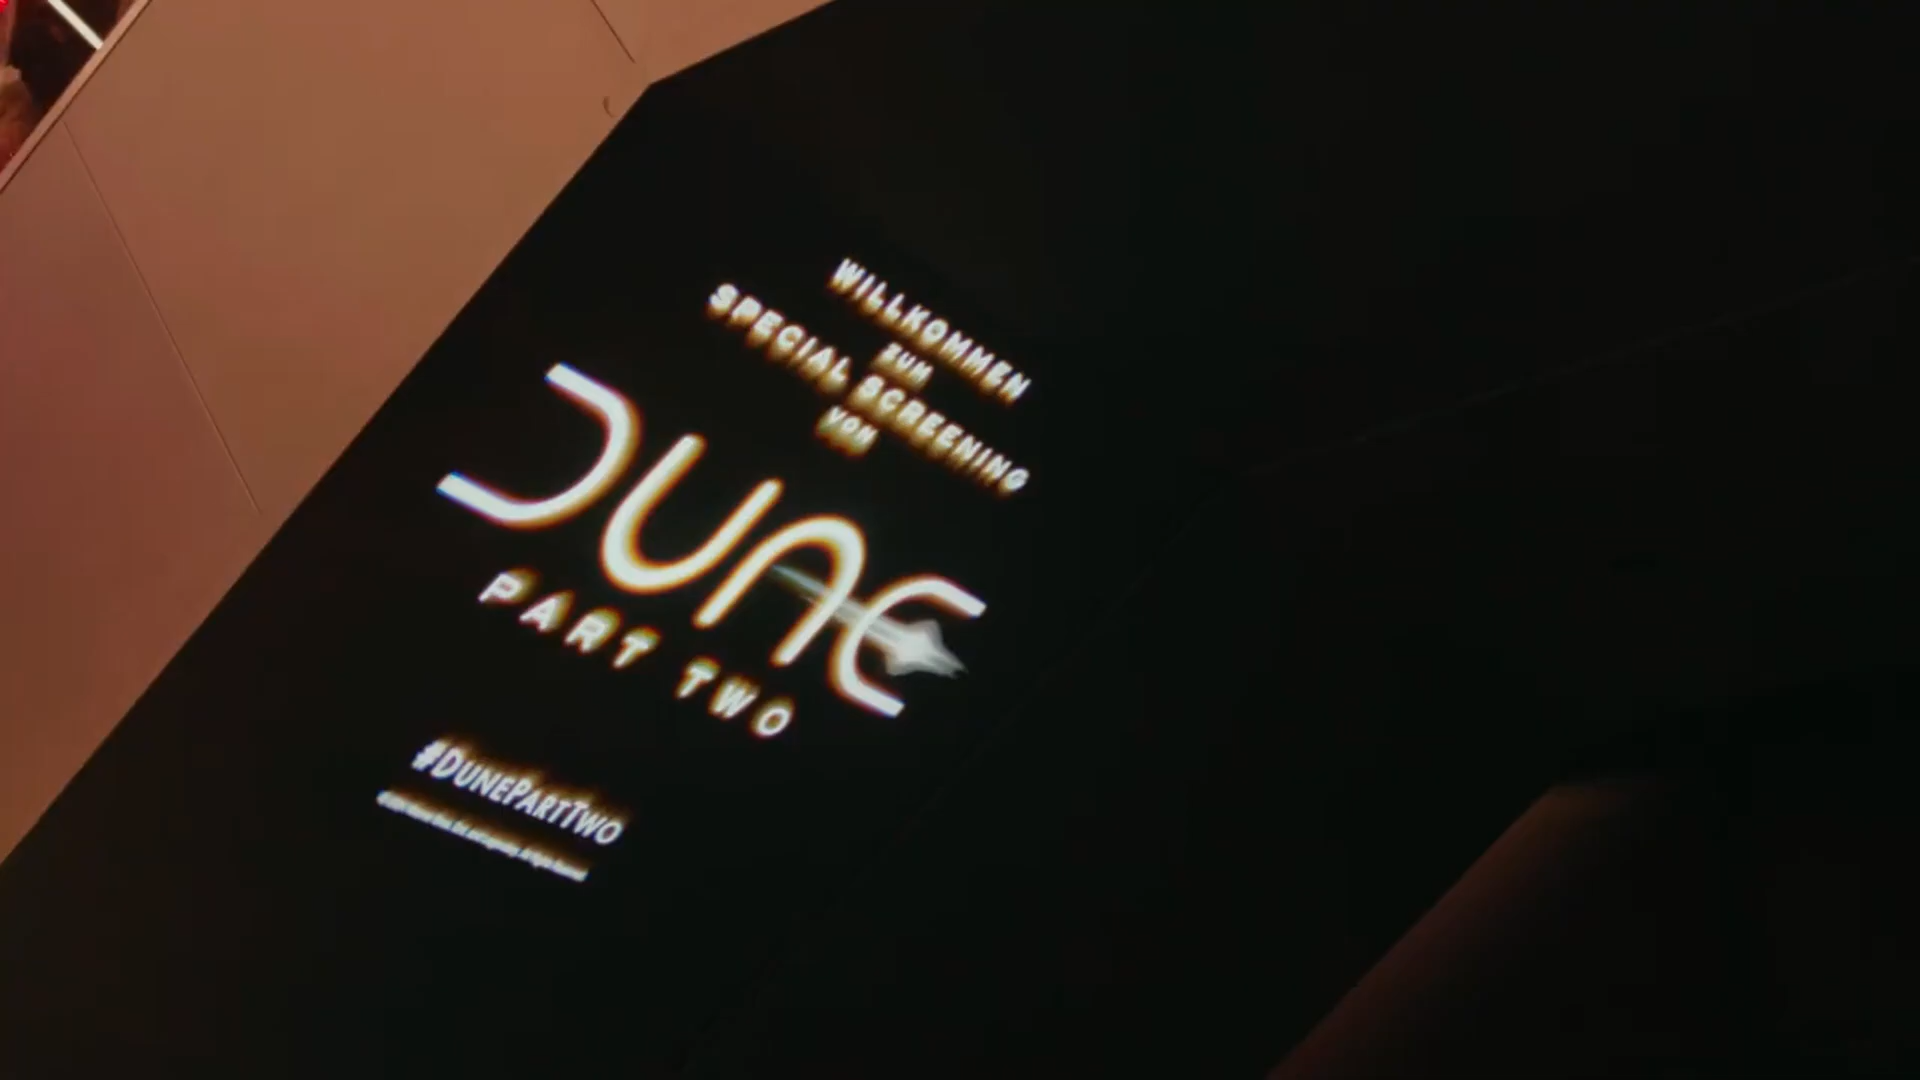 WILLKOMMEN
ZUM
SPECIAL SCREENING
VON
DUNE
PART TWO
#DUNEPARTTWO